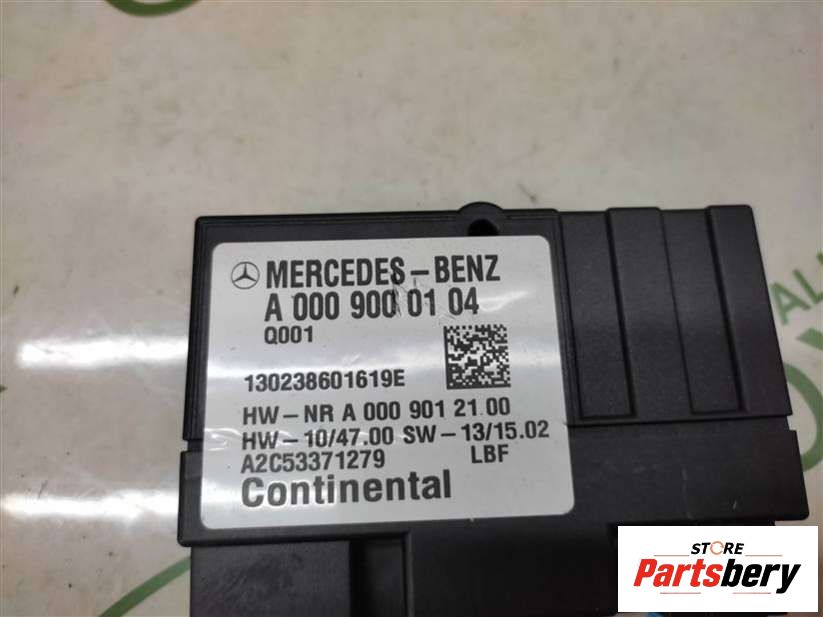 MERCEDES-BENZ
A 000 900 01 04
Q001
130238601619E
HW-NR A 000 901 21 00
HW-10/47.00 SW-13/15.02
A2C53371279 LBF
Continental
STORE
Partsbery